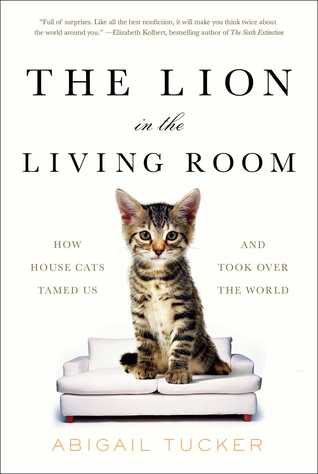 "Full of surprises. Like all the best nonfiction, it will make you think twice about
the world around you." —Elizabeth Kolbert, bestselling author of The Sixth Extinction
THE LION
in the
LIVING ROOM
HOW
HOUSE CATS
TAMED US
AND
TOOK OVER
THE WORLD
ABIGAIL TUCKER